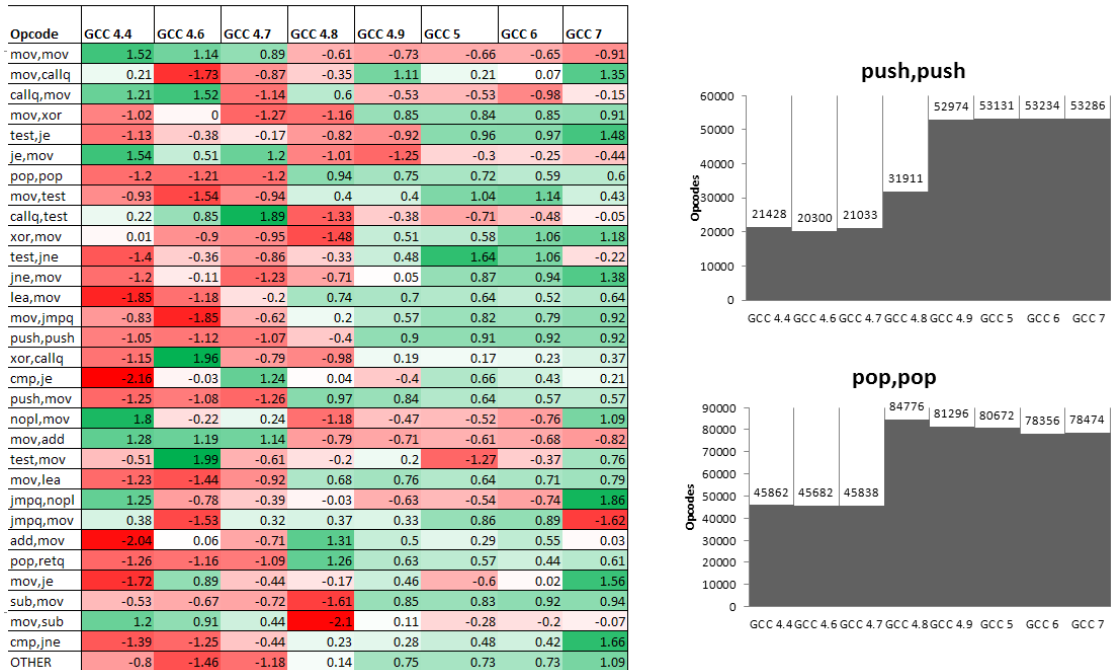 Opcode GCC 4.4 GCC 4.6 GCC 4.7 GCC 4.8 GCC 4.9 GCC 5 GCC 6 GCC 7
mov,mov 1.52 1.14 0.89 -0.61 -0.73 -0.66 -0.65 -0.91
mov,callq 0.21 -1.73 -0.87 -0.35 1.11 0.21 0.07 1.35
callq,mov 1.21 1.52 -1.14 0.6 -0.53 -0.53 -0.98 -0.15
mov,xor -1.02 0 -1.27 -1.16 0.85 0.84 0.85 0.91
test,je -1.13 -0.38 -0.17 -0.82 -0.92 0.96 0.97 1.48
je,mov 1.54 0.51 1.2 -1.01 -1.25 -0.3 -0.25 -0.44
pop,pop -1.2 -1.21 -1.2 0.94 0.75 0.72 0.59 0.6
mov,test -0.93 -1.54 -0.94 0.4 0.4 1.04 1.14 0.43
callq,test 0.22 0.85 1.89 -1.33 -0.38 -0.71 -0.48 -0.05
xor,mov 0.01 -0.9 -0.95 -1.48 0.51 0.58 1.06 1.18
test,jne -1.4 -0.36 -0.86 -0.33 0.48 1.64 1.06 -0.22
jne,mov -1.2 -0.11 -1.23 -0.71 0.05 0.87 0.94 1.38
lea,mov -1.85 -1.18 -0.2 0.74 0.7 0.64 0.52 0.64
mov,jmpq -0.83 -1.85 -0.62 0.2 0.57 0.82 0.79 0.92
push,push -1.05 -1.12 -1.07 -0.4 0.9 0.91 0.92 0.92
xor,callq -1.15 1.96 -0.79 -0.98 0.19 0.17 0.23 0.37
cmp,je -2.16 -0.03 1.24 0.04 -0.4 0.66 0.43 0.21
push,mov -1.25 -1.08 -1.26 0.97 0.84 0.64 0.57 0.57
nopl,mov 1.8 -0.22 0.24 -1.18 -0.47 -0.52 -0.76 1.09
mov,add 1.28 1.19 1.14 -0.79 -0.71 -0.61 -0.68 -0.82
test,mov -0.51 1.99 -0.61 -0.2 0.2 -1.27 -0.37 0.76
mov,lea -1.23 -1.44 -0.92 0.68 0.76 0.64 0.71 0.79
jmpq,nopl 1.25 -0.78 -0.39 -0.03 -0.63 -0.54 -0.74 1.86
jmpq,mov 0.38 -1.53 0.32 0.37 0.33 0.86 0.89 -1.62
add,mov -2.04 0.06 -0.71 1.31 0.5 0.29 0.55 0.03
pop,retq -1.26 -1.16 -1.09 1.26 0.63 0.57 0.44 0.61
mov,je -1.72 0.89 -0.44 -0.17 0.46 -0.6 0.02 1.56
sub,mov -0.53 -0.67 -0.72 -1.61 0.85 0.83 0.92 0.94
mov,sub 1.2 0.91 0.44 -2.1 0.11 -0.28 -0.2 -0.07
cmp,jne -1.39 -1.25 -0.44 0.23 0.28 0.48 0.42 1.66
OTHER -0.8 -1.46 -1.18 0.14 0.75 0.73 0.73 1.09
push,push
60000
50000
40000
30000
20000
10000
0
Opcodes
21428 20300 21033 31911 52974 53131 53234 53286
GCC 4.4 GCC 4.6 GCC 4.7 GCC 4.8 GCC 4.9 GCC 5 GCC 6 GCC 7
pop,pop
90000
80000
70000
60000
50000
40000
30000
20000
10000
0
Opcodes
45862 45682 45838 84776 81296 80672 78356 78474
GCC 4.4 GCC 4.6 GCC 4.7 GCC 4.8 GCC 4.9 GCC 5 GCC 6 GCC 7